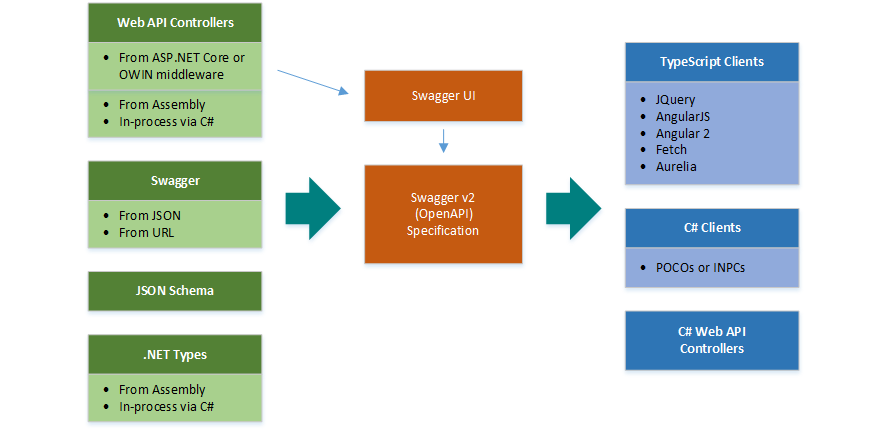 Web API Controllers
• From ASP.NET Core or
OWIN middleware
• From Assembly
• In-process via C#
Swagger
• From JSON
• From URL
JSON Schema
.NET Types
• From Assembly
• In-process via C#
Swagger UI
Swagger v2
(OpenAPI)
Specification
TypeScript Clients
• JQuery
• AngularJS
• Angular 2
• Fetch
• Aurelia
C# Clients
• POCOs or INPCs
C# Web API
Controllers